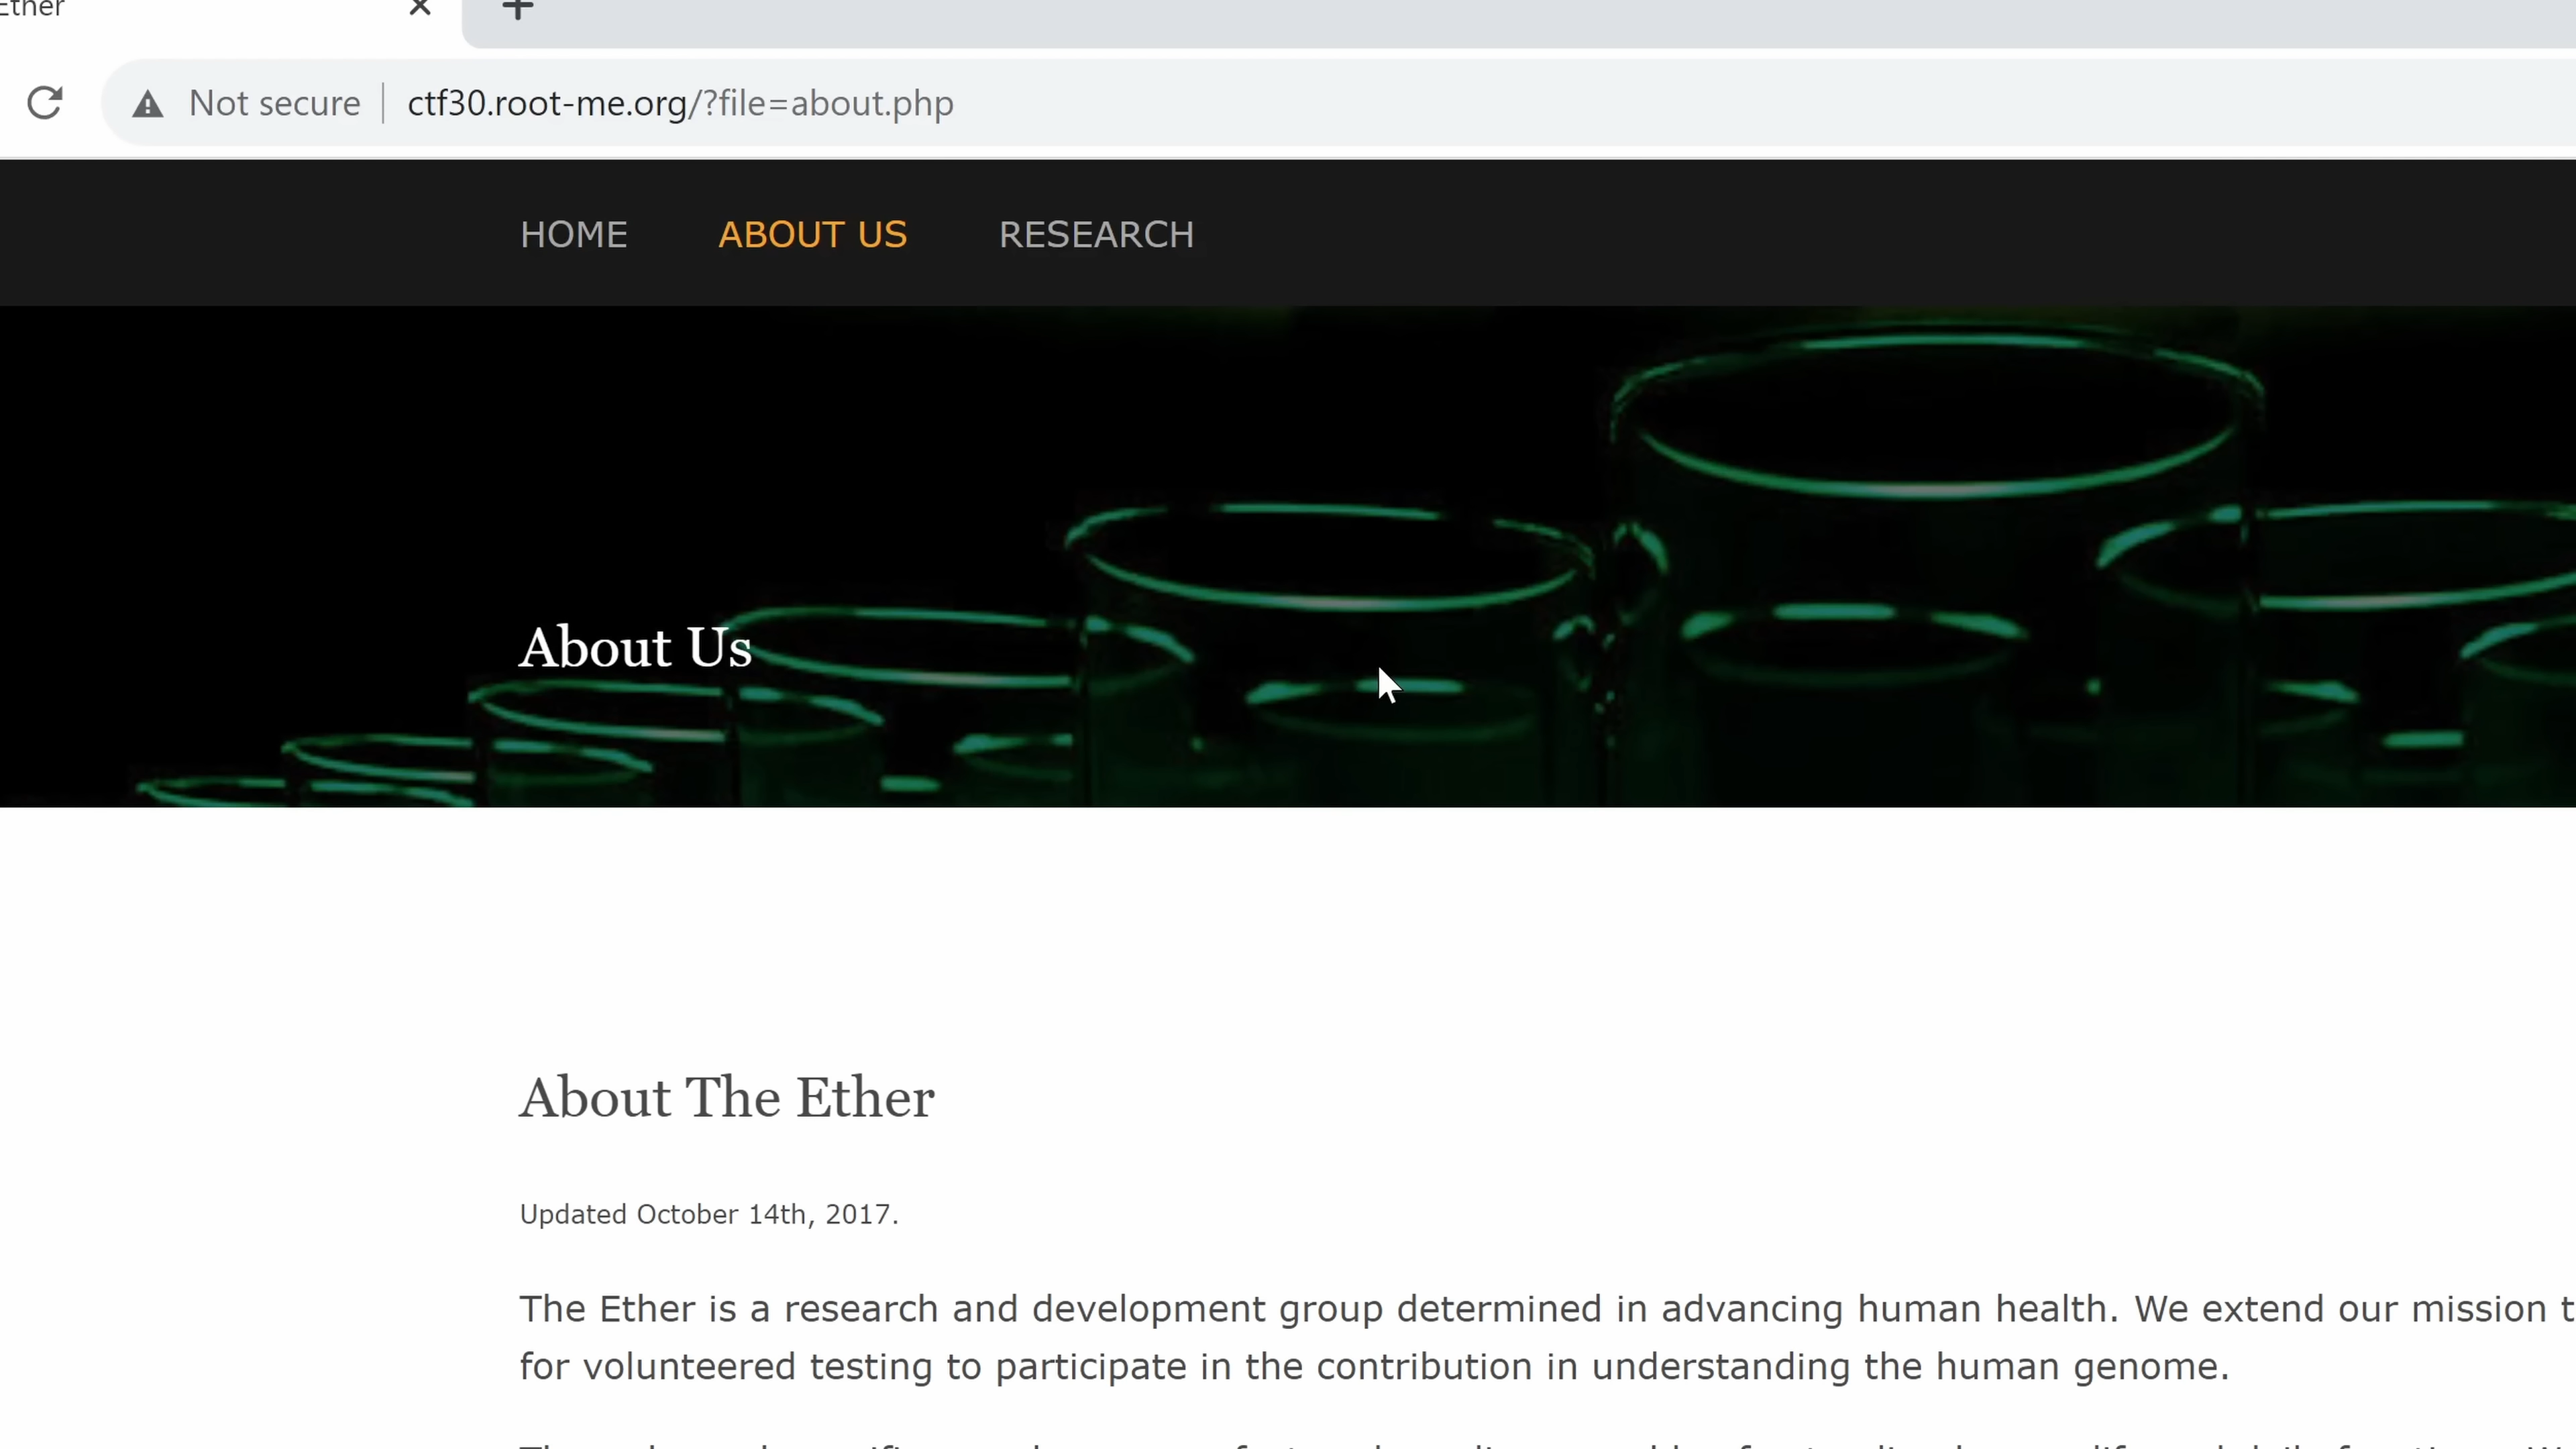 Ether
Not secure ctf30.root-me.org/?file=about.php
HOME ABOUT US RESEARCH
About Us
About The Ether
Updated October 14th, 2017.
The Ether is a research and development group determined in advancing human health. We extend our mission t
for volunteered testing to participate in the contribution in understanding the human genome.